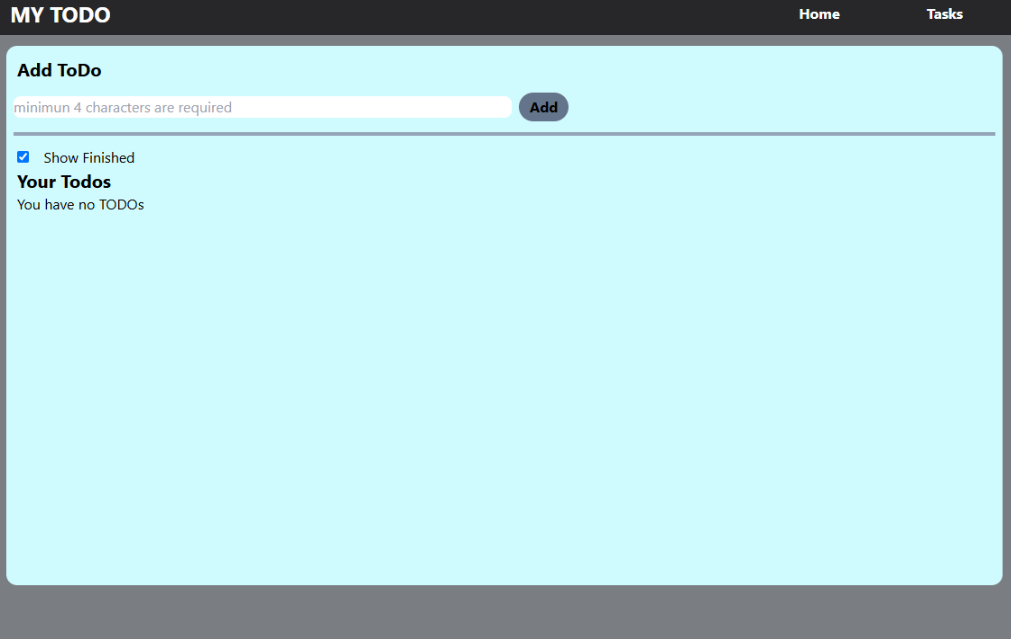 MY TODO Home Tasks
Add ToDo
minimun 4 characters are required Add
Show Finished
Your Todos
You have no TODOs